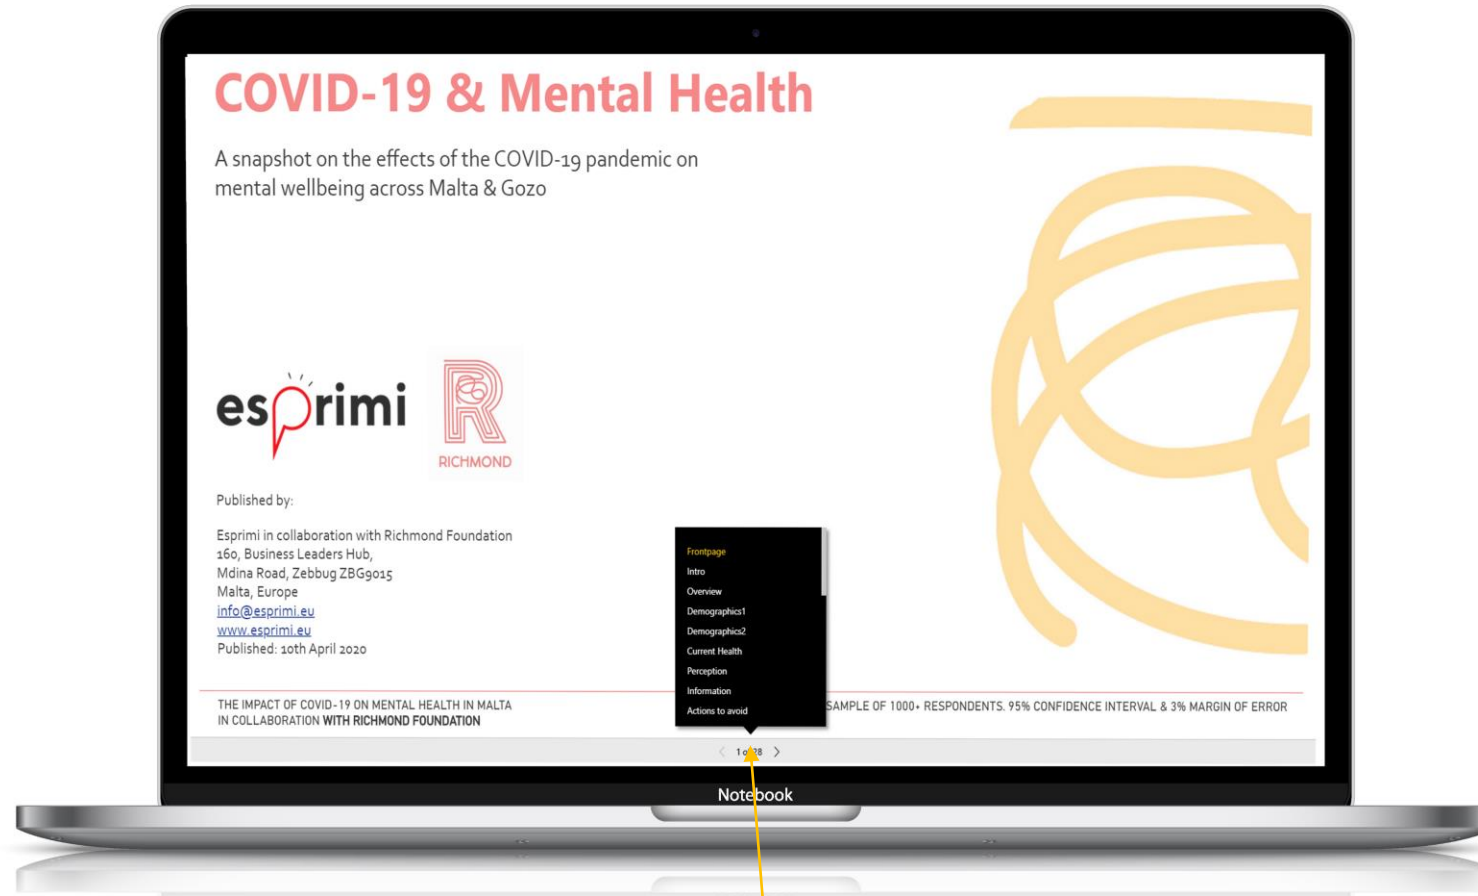 COVID-19 & Mental Health
A snapshot on the effects of the COVID-19 pandemic on
mental wellbeing across Malta & Gozo
esprimi
RICHMOND
Published by:
Esprimi in collaboration with Richmond Foundation
160, Business Leaders Hub,
Mdina Road, Zebbug ZBG9015
Malta, Europe
info@esprimi.eu
www.esprimi.eu
Published: 10th April 2020
Frontpage
Intro
Overview
Demographics1
Demographics2
Current Health
Perception
Information
Actions to avoid
THE IMPACT OF COVID-19 ON MENTAL HEALTH IN MALTA
IN COLLABORATION WITH RICHMOND FOUNDATION
SAMPLE OF 1000+ RESPONDENTS. 95% CONFIDENCE INTERVAL & 3% MARGIN OF ERROR
1 of 28
Notebook